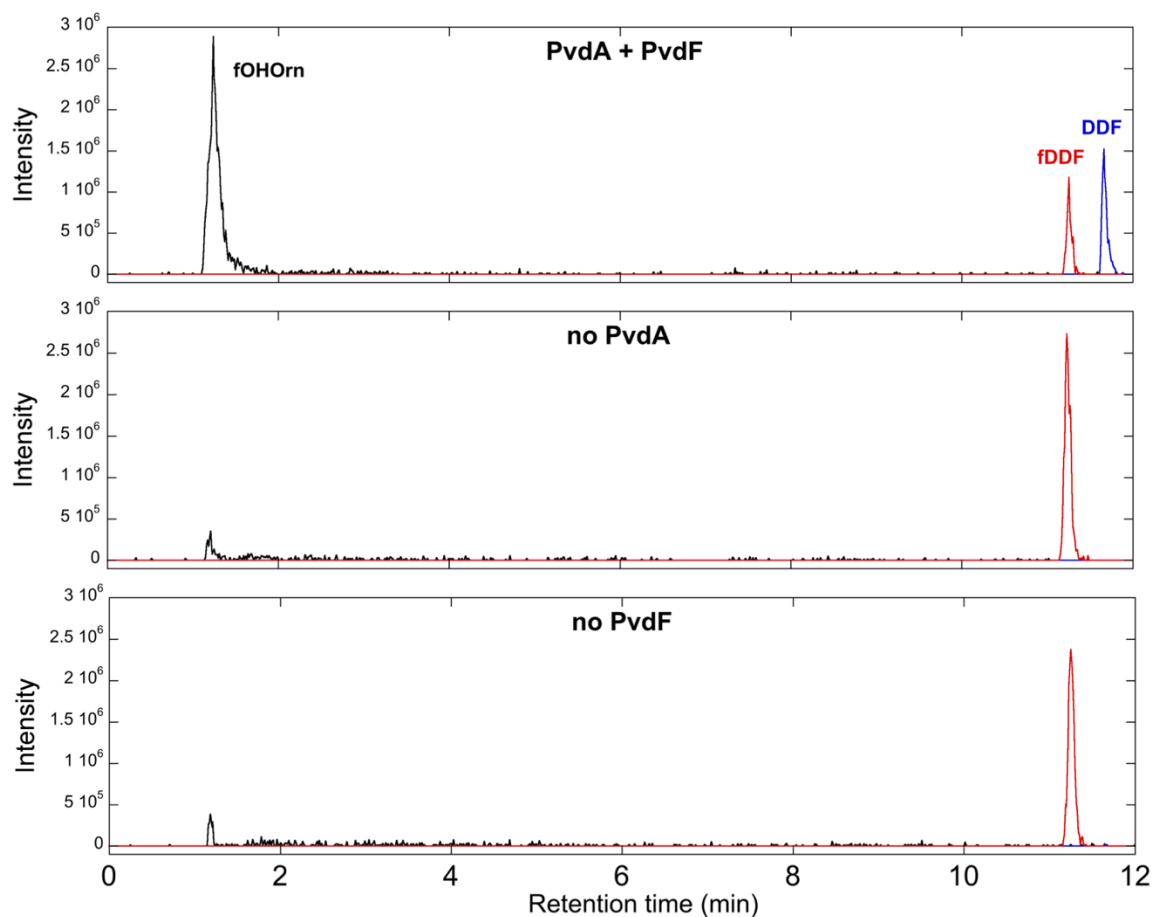 PvdA + PvdF
Intensity
3 10⁶
2.5 10⁶
2 10⁶
1.5 10⁶
1 10⁶
5 10⁵
0
fOHOrn
fDDF
DDF
no PvdA
Intensity
3 10⁶
2.5 10⁶
2 10⁶
1.5 10⁶
1 10⁶
5 10⁵
0
no PvdF
Intensity
3 10⁶
2.5 10⁶
2 10⁶
1.5 10⁶
1 10⁶
5 10⁵
0
0 2 4 6 8 10 12
Retention time (min)